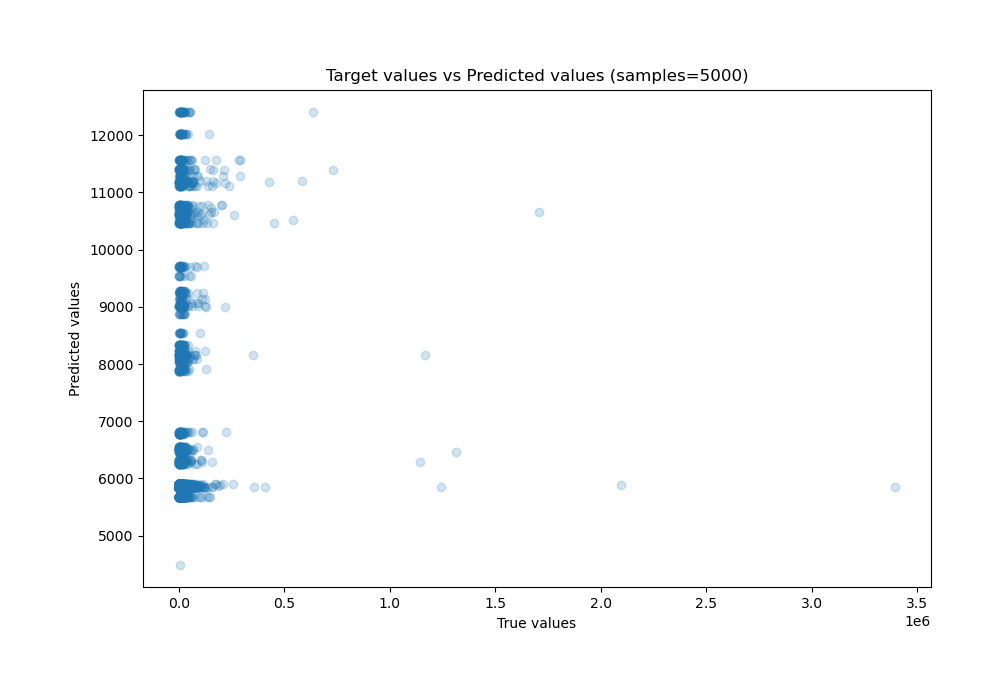 Target values vs Predicted values (samples=5000)
Predicted values
12000
11000
10000
9000
8000
7000
6000
5000
0.0 0.5 1.0 1.5 2.0 2.5 3.0 3.5
1e6
True values